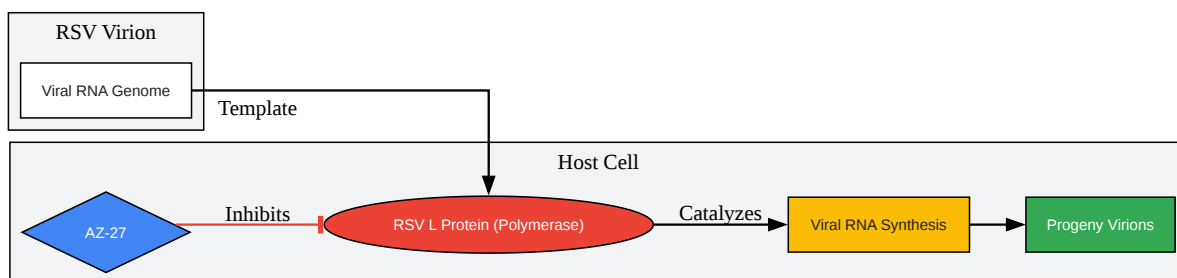 RSV Virion
Viral RNA Genome
Template
Host Cell
AZ-27
Inhibits
RSV L Protein (Polymerase)
Catalyzes
Viral RNA Synthesis
Progeny Virions